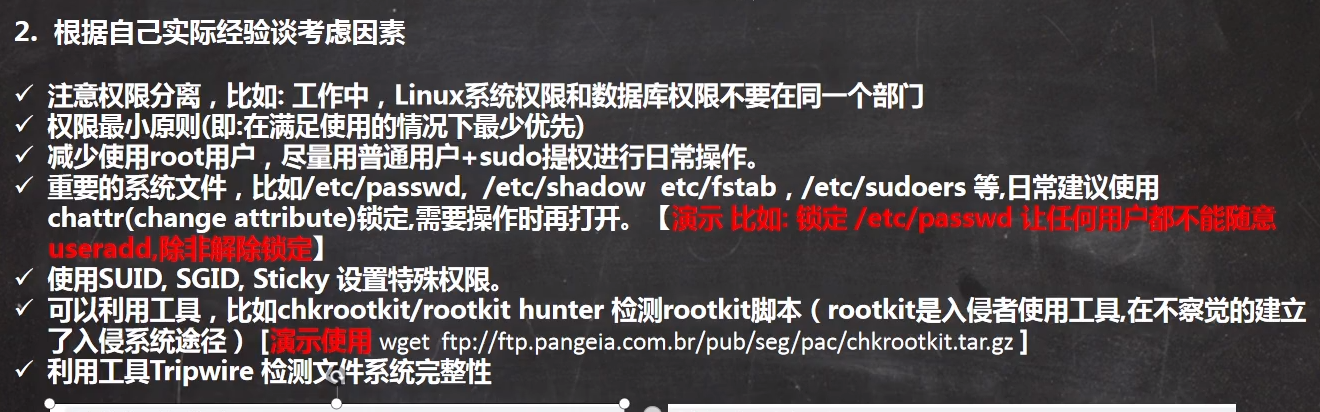 2. 根据自己实际经验谈考虑因素
✓ 注意权限分离，比如: 工作中，Linux系统权限和数据库权限不要在同一个部门
✓ 权限最小原则(即:在满足使用的情况下最少优先)
✓ 减少使用root用户，尽量用普通用户+sudo提权进行日常操作。
✓ 重要的系统文件，比如/etc/passwd, /etc/shadow etc/fstab，/etc/sudoers 等,日常建议使用
chattr(change attribute)锁定,需要操作时再打开。【演示 比如: 锁定 /etc/passwd 让任何用户都不能随意
useradd,除非解除锁定】
✓ 使用SUID, SGID, Sticky 设置特殊权限。
✓ 可以利用工具，比如chkrootkit/rootkit hunter 检测rootkit脚本（rootkit是入侵者使用工具,在不察觉的建立
了入侵系统途径） [演示使用 wget ftp://ftp.pangeia.com.br/pub/seg/pac/chkrootkit.tar.gz ]
✓ 利用工具Tripwire 检测文件系统完整性